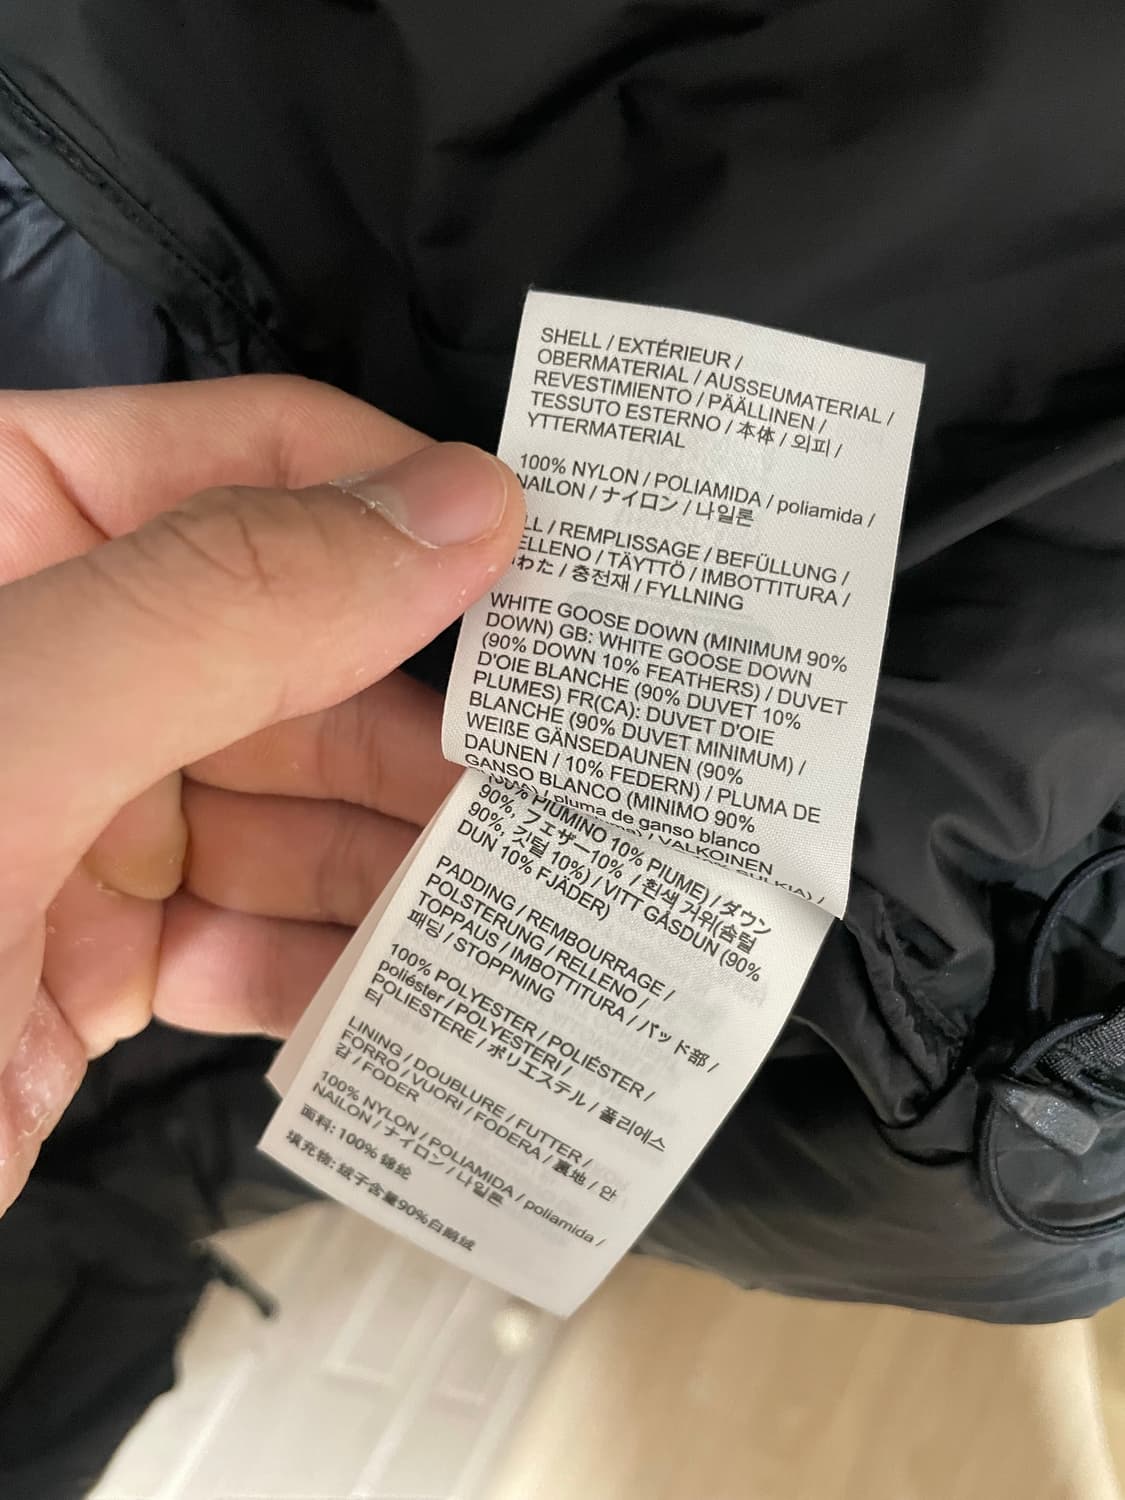 SHELL / EXTÉRIEUR /
OBERMATERIAL / AUSSEUMATERIAL /
REVESTIMIENTO / PÄÄLLINEN /
TESSUTO ESTERNO / 本体 / 외피 /
YTTERMATERIAL
100% NYLON / POLIAMIDA / poliamida /
NAILON / ナイロン / 나일론
LL / REMPLISSAGE / BEFÜLLUNG /
ELLENO / TÄYTTÖ / IMBOTTITURA /
わた / 충전재 / FYLLNING
WHITE GOOSE DOWN (MINIMUM 90%
DOWN) GB: WHITE GOOSE DOWN
(90% DOWN 10% FEATHERS) / DUVET
D'OIE BLANCHE (90% DUVET 10%
PLUMES) FR(CA): DUVET D'OIE
BLANCHE (90% DUVET MINIMUM) /
WEIßE GÄNSEDAUNEN (90%
DAUNEN / 10% FEDERN) / PLUMA DE
GANSO BLANCO (MINIMO 90%
pluma de ganso blanco
/ VALKOINEN
90% PIUMINO 10% PIUME) / ダウン
90%, フェザー10% / 흰색 거위(솜털
90%, 깃털 10%) / VITT GÅSDUN (90%
DUN 10% FJÄDER)
PADDING / REMBOURRAGE /
POLSTERUNG / RELLENO /
TOPPAUS / IMBOTTITURA / パッド部 /
패딩 / STOPPNING
100% POLYESTER / POLIÉSTER /
poliéster / POLYESTERI /
POLIESTERE / ポリエステル / 폴리에스
터
LINING / DOUBLURE / FUTTER /
FORRO / VUORI / FODERA / 裏地 / 안
감 / FODER
100% NYLON / POLIAMIDA / poliamida /
NAILON / ナイロン / 나일론
面料: 100% 锦纶
填充物: 绒子含量90%白鹅绒